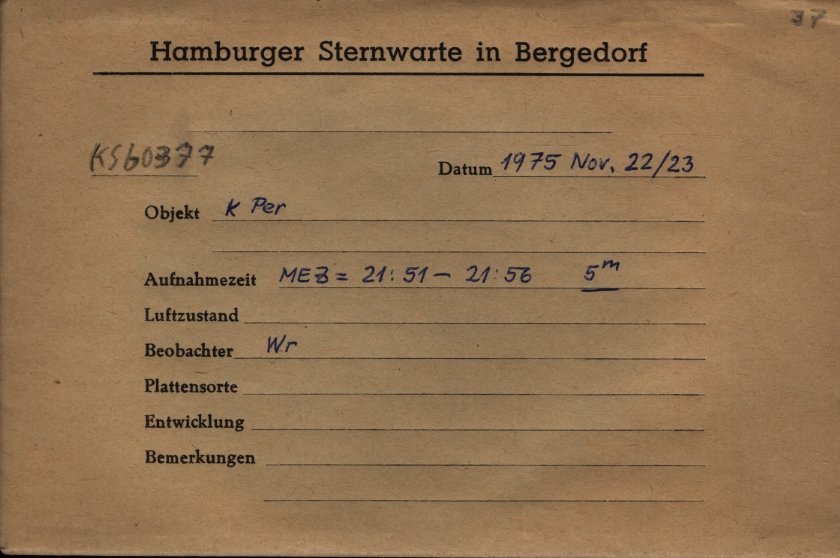 37
Hamburger Sternwarte in Bergedorf
KSb0377
Datum 1975 Nov. 22/23
Objekt K Per
Aufnahmezeit MEZ = 21:51 - 21:56 5m
Luftzustand
Beobachter Wr
Plattensorte
Entwicklung
Bemerkungen